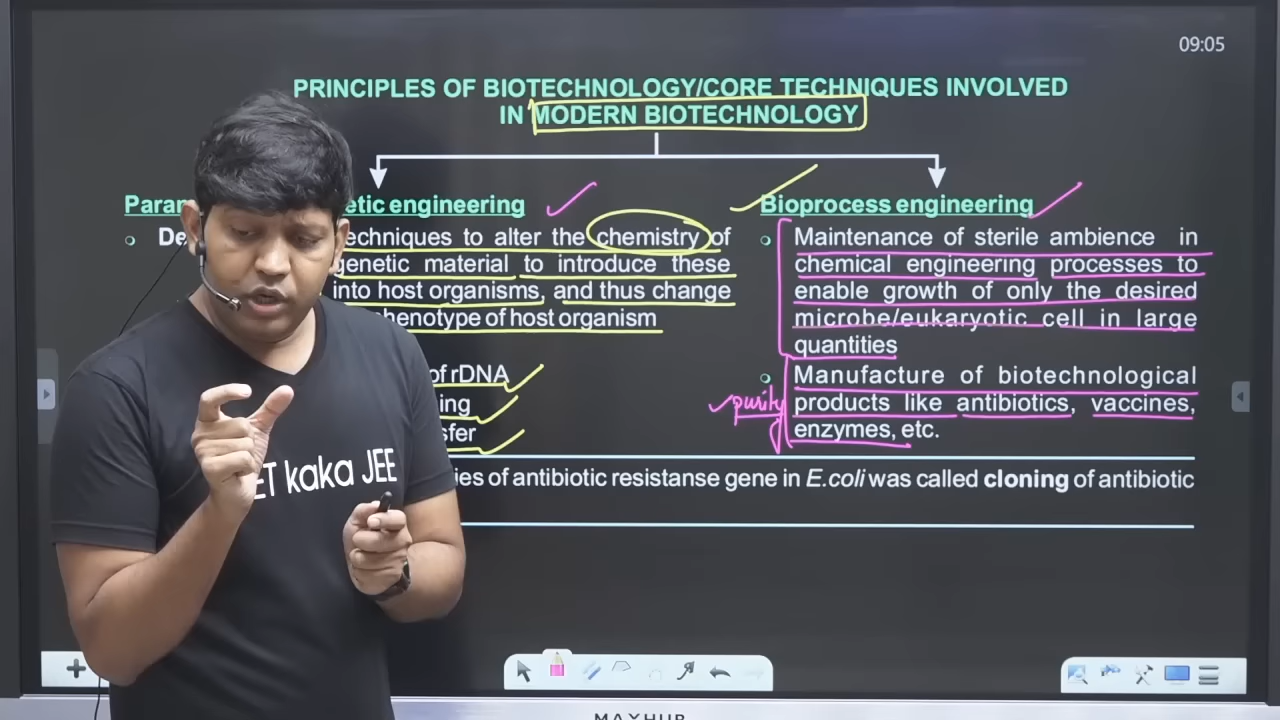 09:05
PRINCIPLES OF BIOTECHNOLOGY/CORE TECHNIQUES INVOLVED
IN MODERN BIOTECHNOLOGY
Param etic engineering
De echniques to alter the chemistry of
genetic material to introduce these
into host organisms, and thus change
phenotype of host organism
of rDNA
ing
sfer
Bioprocess engineering
Maintenance of sterile ambience in
chemical engineering processes to
enable growth of only the desired
microbe/eukaryotic cell in large
quantities
Manufacture of biotechnological
purity products like antibiotics, vaccines,
enzymes, etc.
ies of antibiotic resistanse gene in E.coli was called cloning of antibiotic
ET kaka JEE
MAXHUB